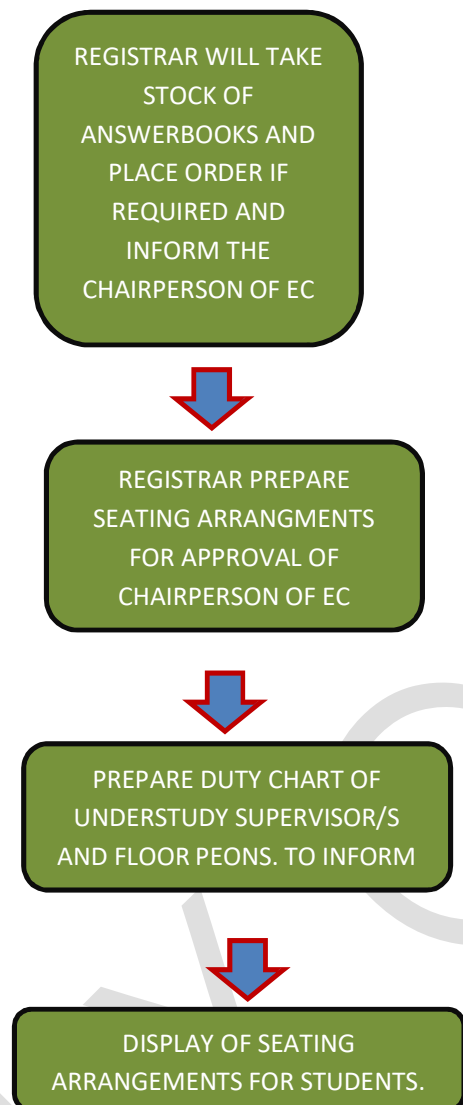 REGISTRAR WILL TAKE
STOCK OF
ANSWERBOOKS AND
PLACE ORDER IF
REQUIRED AND
INFORM THE
CHAIRPERSON OF EC
REGISTRAR PREPARE
SEATING ARRANGMENTS
FOR APPROVAL OF
CHAIRPERSON OF EC
PREPARE DUTY CHART OF
UNDERSTUDY SUPERVISOR/S
AND FLOOR PEONS. TO INFORM
DISPLAY OF SEATING
ARRANGEMENTS FOR STUDENTS.